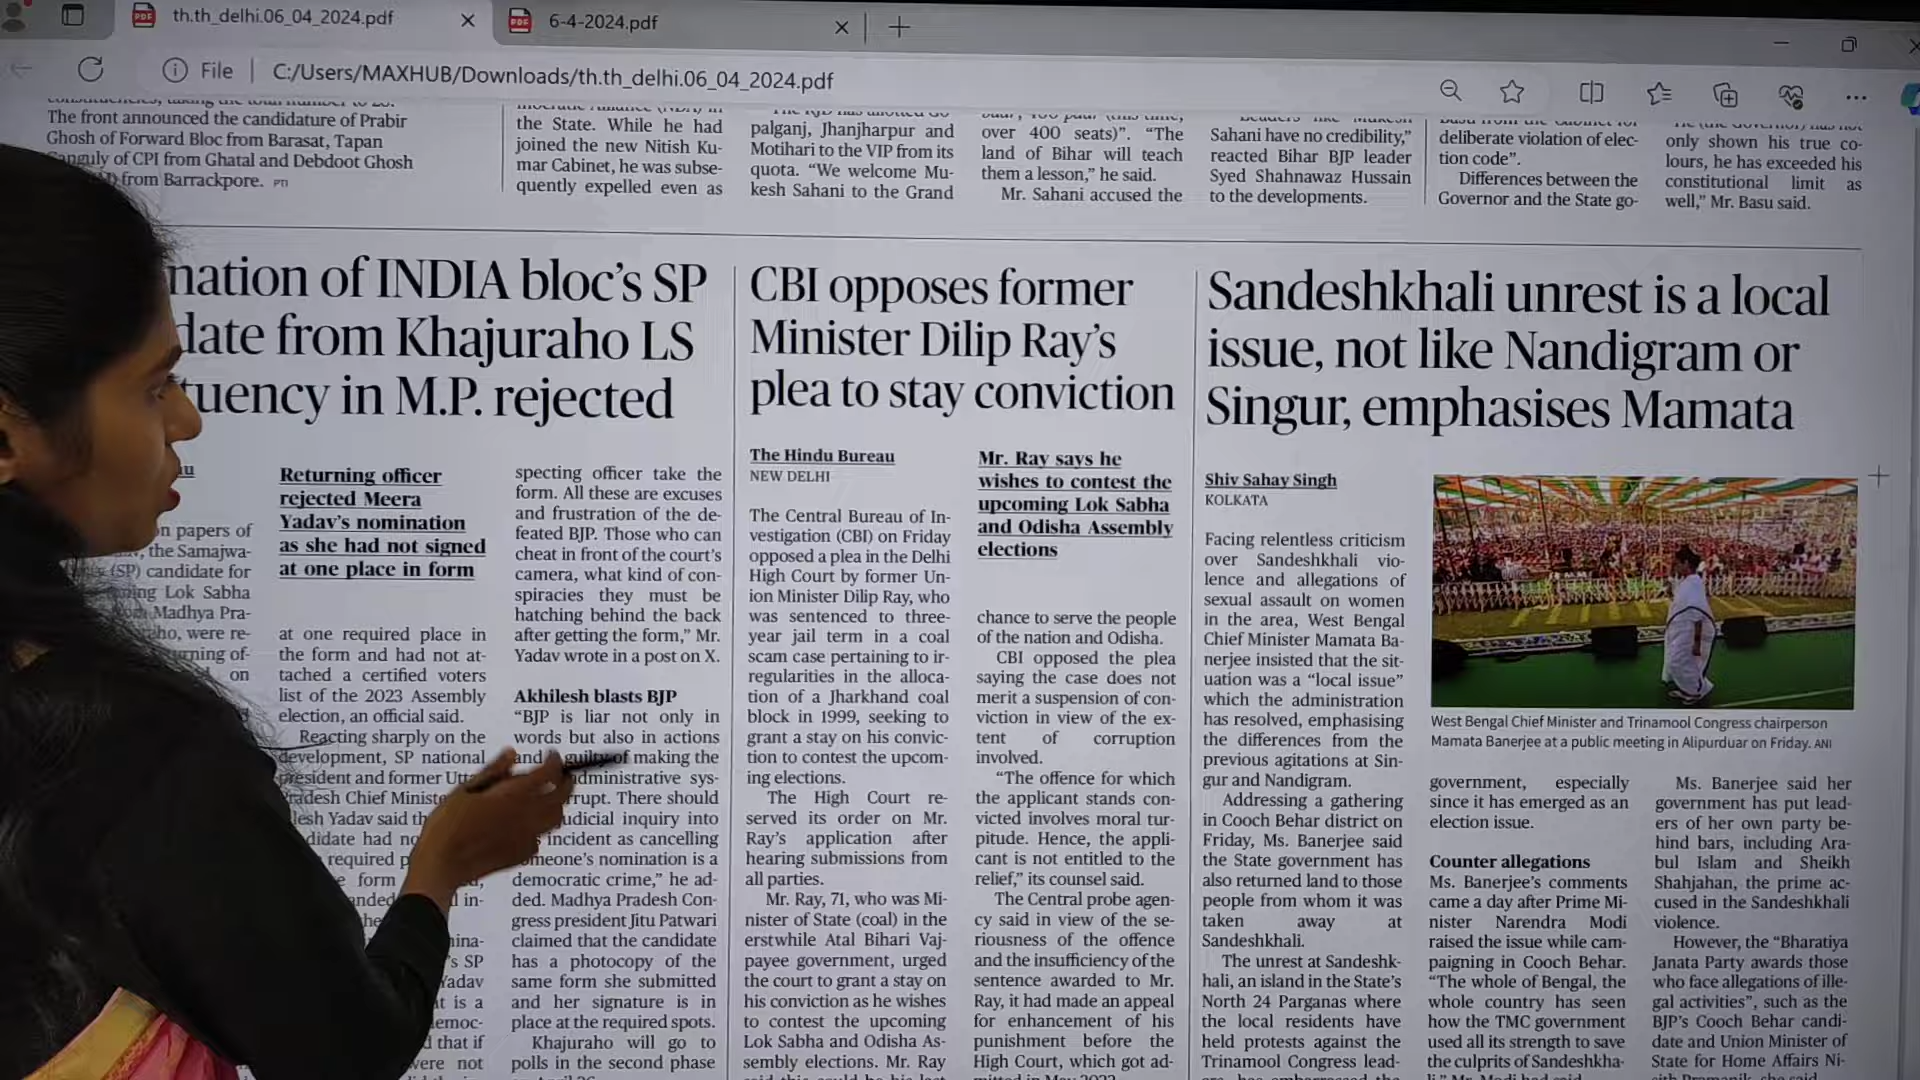 th.th_delhi.06_04_2024.pdf
6-4-2024.pdf
File
C:/Users/MAXHUB/Downloads/th.th_delhi.06_04_2024.pdf
The front announced the candidature of Prabir
Ghosh of Forward Bloc from Barasat, Tapan
Ganguly of CPI from Ghatal and Debdoot Ghosh
from Barrackpore. PTI
the State. While he had
joined the new Nitish Ku-
mar Cabinet, he was subse-
quently expelled even as
palganj, Jhanjharpur and
Motihari to the VIP from its
quota. “We welcome Mu-
kesh Sahani to the Grand
over 400 seats)”. “The
land of Bihar will teach
them a lesson,” he said.
Mr. Sahani accused the
Sahani have no credibility,”
reacted Bihar BJP leader
Syed Shahnawaz Hussain
to the developments.
deliberate violation of elec-
tion code”.
Differences between the
Governor and the State go-
only shown his true co-
lours, he has exceeded his
constitutional limit as
well,” Mr. Basu said.
nation of INDIA bloc’s SP
date from Khajuraho LS
tuency in M.P. rejected
n papers of
, the Samajwa-
(SP) candidate for
Lok Sabha
Madhya Pra-
ho, were re-
urning of-
on
Returning officer
rejected Meera
Yadav’s nomination
as she had not signed
at one place in form
at one required place in
the form and had not at-
tached a certified voters
list of the 2023 Assembly
election, an official said.
Reacting sharply on the
development, SP national
president and former
Pradesh Chief
lesh Yadav said
had
required
form
specting officer take the
form. All these are excuses
and frustration of the de-
feated BJP. Those who can
cheat in front of the court’s
camera, what kind of con-
spiracies they must be
hatching behind the back
after getting the form,” Mr.
Yadav wrote in a post on X.
Akhilesh blasts BJP
“BJP is liar not only in
words but also in actions
and guilty of making the
administrative sys-
There should
judicial inquiry into
incident as cancelling
someone’s nomination is a
democratic crime,” he ad-
ded. Madhya Pradesh Con-
gress president Jitu Patwari
claimed that the candidate
has a photocopy of the
same form she submitted
and her signature is in
place at the required spots.
Khajuraho will go to
polls in the second phase
CBI opposes former
Minister Dilip Ray’s
plea to stay conviction
The Hindu Bureau
NEW DELHI
The Central Bureau of In-
vestigation (CBI) on Friday
opposed a plea in the Delhi
High Court by former Un-
ion Minister Dilip Ray, who
was sentenced to three-
year jail term in a coal
scam case pertaining to ir-
regularities in the alloca-
tion of a Jharkhand coal
block in 1999, seeking to
grant a stay on his convic-
tion to contest the upcom-
ing elections.
The High Court re-
served its order on Mr.
Ray’s application after
hearing submissions from
all parties.
Mr. Ray, 71, who was Mi-
nister of State (coal) in the
erstwhile Atal Bihari Vaj-
payee government, urged
the court to grant a stay on
his conviction as he wishes
to contest the upcoming
Lok Sabha and Odisha As-
sembly elections. Mr. Ray
Mr. Ray says he
wishes to contest the
upcoming Lok Sabha
and Odisha Assembly
elections
chance to serve the people
of the nation and Odisha.
CBI opposed the plea
saying the case does not
merit a suspension of con-
viction in view of the ex-
tent of corruption
involved.
“The offence for which
the applicant stands con-
victed involves moral tur-
pitude. Hence, the appli-
cant is not entitled to the
relief,” its counsel said.
The Central probe agen-
cy said in view of the se-
riousness of the offence
and the insufficiency of the
sentence awarded to Mr.
Ray, it had made an appeal
for enhancement of his
punishment before the
High Court, which got ad-
Sandeshkhali unrest is a local
issue, not like Nandigram or
Singur, emphasises Mamata
Shiv Sahay Singh
KOLKATA
Facing relentless criticism
over Sandeshkhali vio-
lence and allegations of
sexual assault on women
in the area, West Bengal
Chief Minister Mamata Ba-
nerjee insisted that the sit-
uation was a “local issue”
which the administration
has resolved, emphasising
the differences from the
previous agitations at Sin-
gur and Nandigram.
Addressing a gathering
in Cooch Behar district on
Friday, Ms. Banerjee said
the State government has
also returned land to those
people from whom it was
taken away at
Sandeshkhali.
The unrest at Sandeshk-
hali, an island in the State’s
North 24 Parganas where
the local residents have
held protests against the
Trinamool Congress lead-
West Bengal Chief Minister and Trinamool Congress chairperson
Mamata Banerjee at a public meeting in Alipurduar on Friday. ANI
government, especially
since it has emerged as an
election issue.
Counter allegations
Ms. Banerjee’s comments
came a day after Prime Mi-
nister Narendra Modi
raised the issue while cam-
paigning in Cooch Behar.
“The whole of Bengal, the
whole country has seen
how the TMC government
used all its strength to save
the culprits of Sandeshkha-
Ms. Banerjee said her
government has put lead-
ers of her own party be-
hind bars, including Ara-
bul Islam and Sheikh
Shahjahan, the prime ac-
cused in the Sandeshkhali
violence.
However, the “Bharatiya
Janata Party awards those
who face allegations of ille-
gal activities”, such as the
BJP’s Cooch Behar candi-
date and Union Minister of
State for Home Affairs Ni-